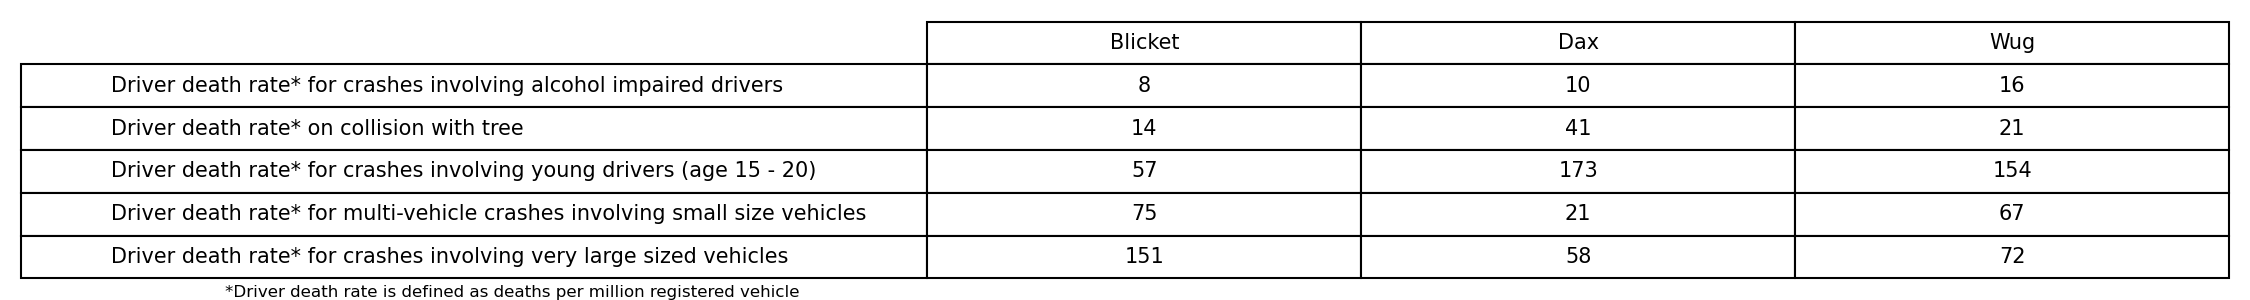 Blicket Dax Wug
Driver death rate* for crashes involving alcohol impaired drivers 8 10 16
Driver death rate* on collision with tree 14 41 21
Driver death rate* for crashes involving young drivers (age 15 - 20) 57 173 154
Driver death rate* for multi-vehicle crashes involving small size vehicles 75 21 67
Driver death rate* for crashes involving very large sized vehicles 151 58 72
*Driver death rate is defined as deaths per million registered vehicle